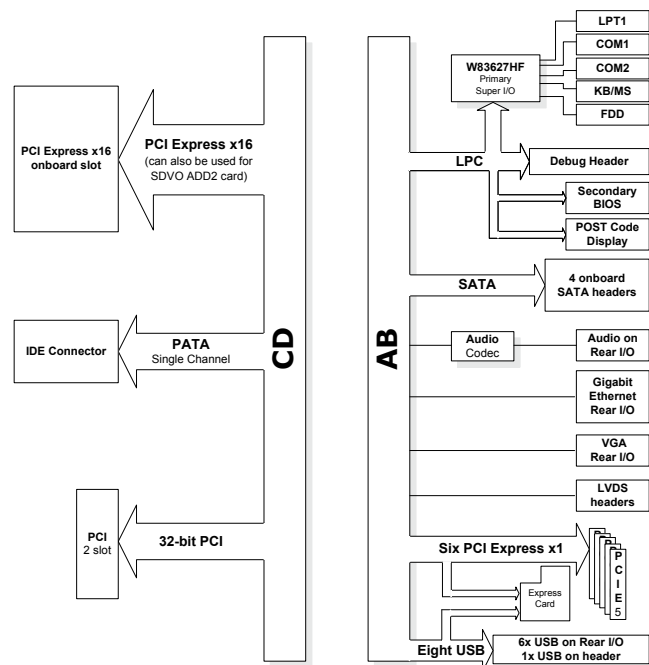 PCI Express x16
onboard slot
PCI Express x16
(can also be used for
SDVO ADD2 card)
IDE Connector
PATA
Single Channel
PCI
2 slot
32-bit PCI
CD
AB
W83627HF
Primary
Super I/O
LPT1
COM1
COM2
KB/MS
FDD
LPC
Debug Header
Secondary
BIOS
POST Code
Display
SATA
4 onboard
SATA headers
Audio
Codec
Audio on
Rear I/O
Gigabit
Ethernet
Rear I/O
VGA
Rear I/O
LVDS
headers
Six PCI Express x1
P
C
I
E
5
Express
Card
Eight USB
6x USB on Rear I/O
1x USB on header